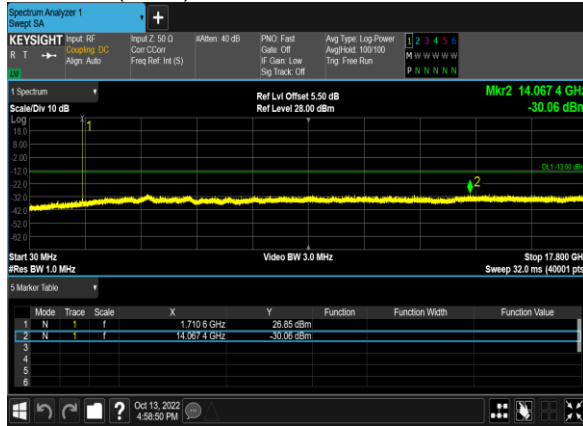 Spectrum Analyzer 1
Swept SA
+
KEYSIGHT Input: RF Input Z: 50 Ω #Atten: 40 dB PNO: Fast Avg Type: Log-Power 1 2 3 4 5 6
R T Coupling: DC Corr CCorr Gate: Off Avg|Hold: 100/100 M W W W W W
Align: Auto Freq Ref: Int (S) IF Gain: Low Trig: Free Run
Sig Track: Off P N N N N N
1 Spectrum Ref Lvl Offset 5.50 dB Mkr2 14.067 4 GHz
Scale/Div 10 dB Ref Level 28.00 dBm -30.06 dBm
Log
18.0
8.00
-2.00
-12.0
-22.0
-32.0
-42.0
-52.0
-62.0
1
DL1 -13.00 dBm
2
Start 30 MHz Video BW 3.0 MHz Stop 17.800 GHz
#Res BW 1.0 MHz Sweep 32.0 ms (40001 pts)
5 Marker Table
Mode Trace Scale X Y Function Function Width Function Value
1 N 1 f 1.710 6 GHz 26.85 dBm
2 N 1 f 14.067 4 GHz -30.06 dBm
3
4
5
6
? Oct 13, 2022
4:58:50 PM